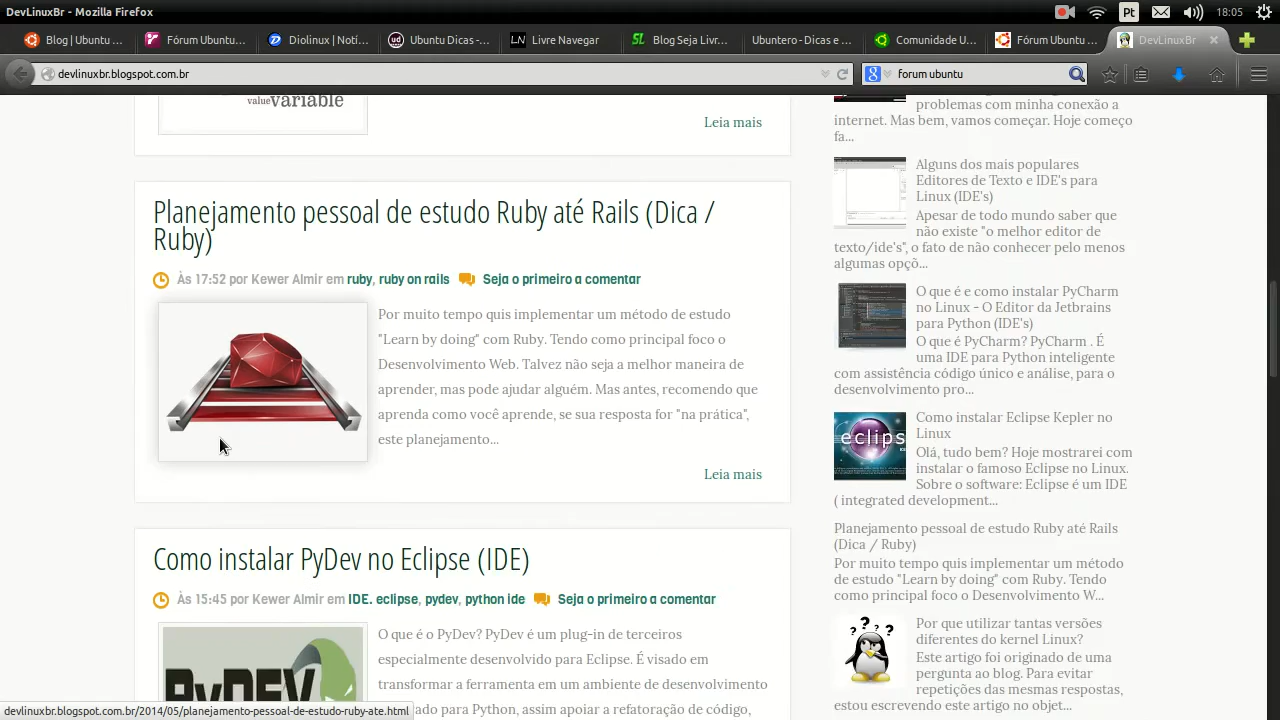 DevLinuxBr - Mozilla Firefox
Pt
18:05
Blog | Ubuntu ...
Fórum Ubuntu...
Diolinux | Noti...
Ubuntu Dicas -...
Livre Navegar
Blog Seja Livr...
Ubuntero - Dicas e ...
Comunidade U...
Fórum Ubuntu ...
DevLinuxBr
devlinuxbr.blogspot.com.br
forum ubuntu
valuevariable
Leia mais
Planejamento pessoal de estudo Ruby até Rails (Dica /
Ruby)
Às 17:52 por Kewer Almir em ruby, ruby on rails Seja o primeiro a comentar
Por muito tempo quis implementar um método de estudo
"Learn by doing" com Ruby. Tendo como principal foco o
Desenvolvimento Web. Talvez não seja a melhor maneira de
aprender, mas pode ajudar alguém. Mas antes, recomendo que
aprenda como você aprende, se sua resposta for "na prática",
este planejamento...
Leia mais
Como instalar PyDev no Eclipse (IDE)
Às 15:45 por Kewer Almir em IDE. eclipse, pydev, python ide Seja o primeiro a comentar
PyDEV
O que é o PyDev? PyDev é um plug-in de terceiros
especialmente desenvolvido para Eclipse. É visado em
transformar a ferramenta em um ambiente de desenvolvimento
ado para Python, assim apoiar a refatoração de código,
problemas com minha conexão a
internet. Mas bem, vamos começar. Hoje começo
fa...
Alguns dos mais populares
Editores de Texto e IDE's para
Linux (IDE's)
Apesar de todo mundo saber que
não existe "o melhor editor de
texto/ide's", o fato de não conhecer pelo menos
algumas opçõ...
O que é e como instalar PyCharm
no Linux - O Editor da Jetbrains
para Python (IDE's)
O que é PyCharm? PyCharm . É
uma IDE para Python inteligente
com assistência código único e análise, para o
desenvolvimento pro...
eclips
Como instalar Eclipse Kepler no
Linux
Olá, tudo bem? Hoje mostrarei com
instalar o famoso Eclipse no Linux.
Sobre o software: Eclipse é um IDE
( integrated development...
Planejamento pessoal de estudo Ruby até Rails
(Dica / Ruby)
Por muito tempo quis implementar um método
de estudo "Learn by doing" com Ruby. Tendo
como principal foco o Desenvolvimento W...
? ? ?
Por que utilizar tantas versões
diferentes do kernel Linux?
Este artigo foi originado de uma
pergunta ao blog. Para evitar
repetições das mesmas respostas,
estou escrevendo este artigo no objet...
devlinuxbr.blogspot.com.br/2014/05/planejamento-pessoal-de-estudo-ruby-ate.html